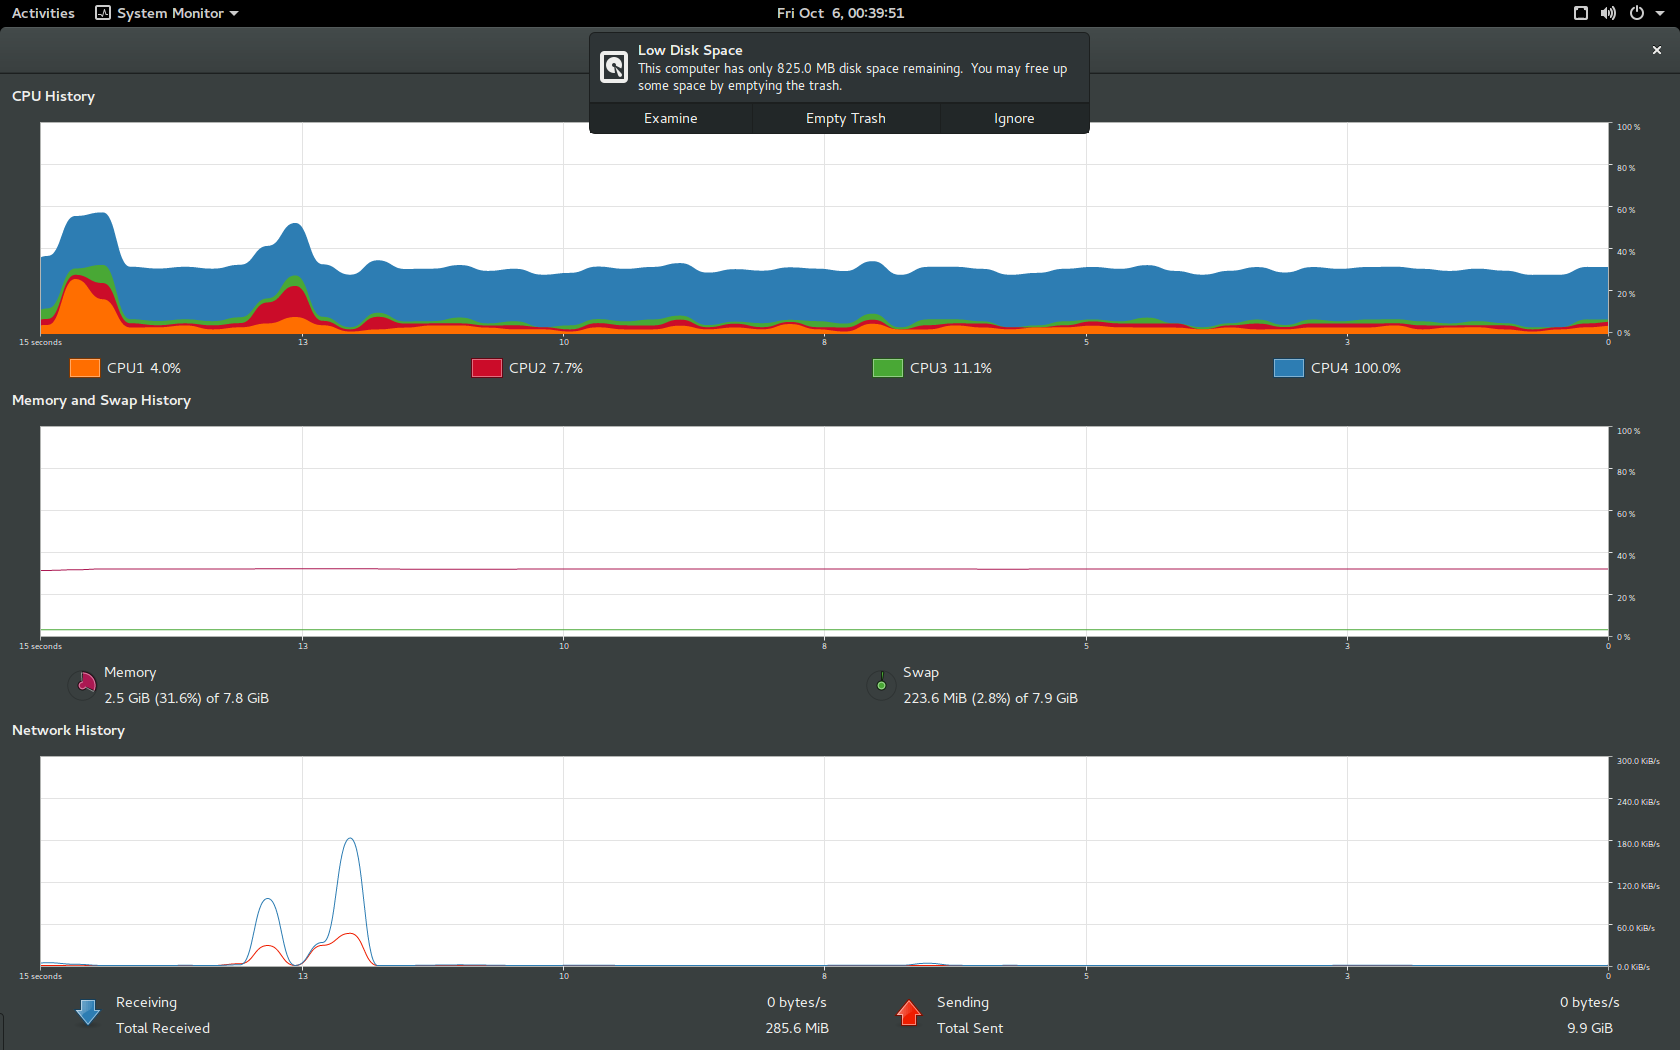 Activities System Monitor Fri Oct 6, 00:39:51
Low Disk Space
This computer has only 825.0 MB disk space remaining. You may free up
some space by emptying the trash.
Examine Empty Trash Ignore
CPU History
100 %
80 %
60 %
40 %
20 %
0 %
15 seconds 13 10 8 5 3 0
CPU1 4.0% CPU2 7.7% CPU3 11.1% CPU4 100.0%
Memory and Swap History
100 %
80 %
60 %
40 %
20 %
0 %
15 seconds 13 10 8 5 3 0
Memory
2.5 GiB (31.6%) of 7.8 GiB
Swap
223.6 MiB (2.8%) of 7.9 GiB
Network History
300.0 KiB/s
240.0 KiB/s
180.0 KiB/s
120.0 KiB/s
60.0 KiB/s
0.0 KiB/s
15 seconds 13 10 8 5 3 0
Receiving 0 bytes/s
Total Received 285.6 MiB
Sending 0 bytes/s
Total Sent 9.9 GiB